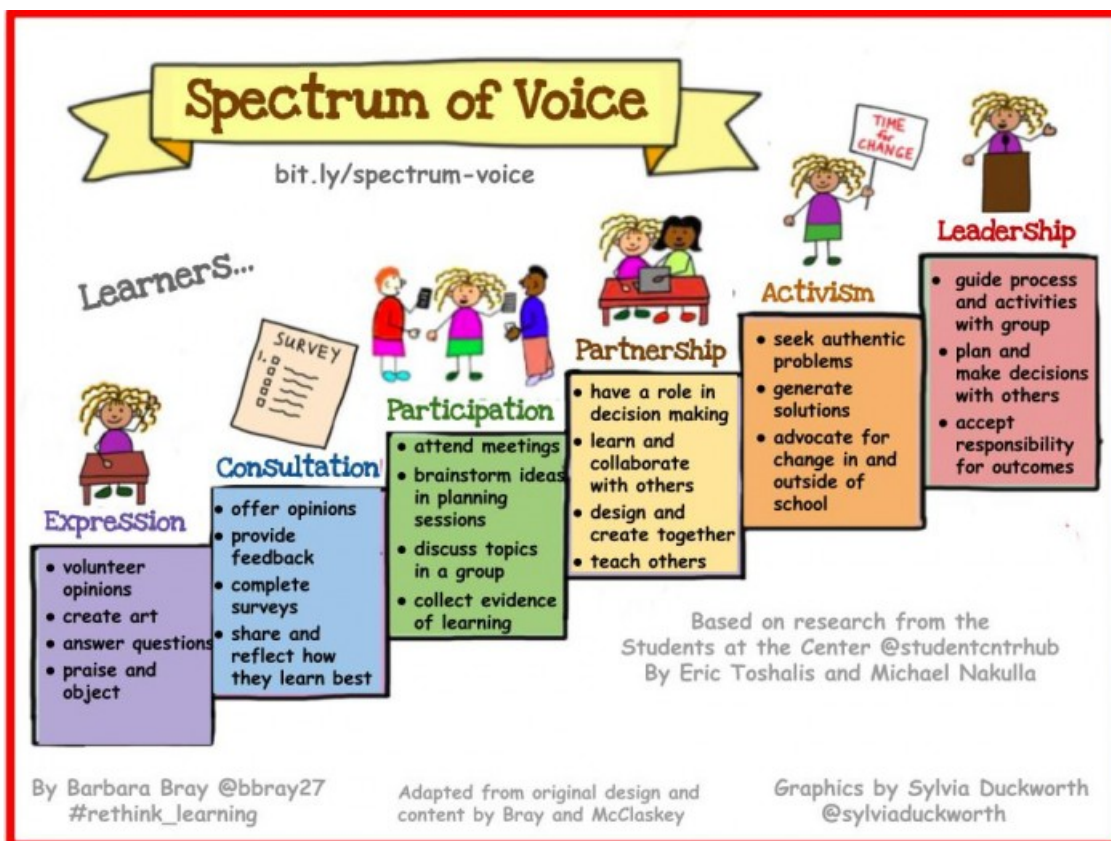 Spectrum of Voice
bit.ly/spectrum-voice
Learners...
TIME
for
CHANGE
SURVEY
1.
Expression
• volunteer
opinions
• create art
• answer questions
• praise and
object
Consultation
• offer opinions
• provide
feedback
• complete
surveys
• share and
reflect how
they learn best
Participation
• attend meetings
• brainstorm ideas
in planning
sessions
• discuss topics
in a group
• collect evidence
of learning
Partnership
• have a role in
decision making
• learn and
collaborate
with others
• design and
create together
• teach others
Activism
• seek authentic
problems
• generate
solutions
• advocate for
change in and
outside of
school
Leadership
• guide process
and activities
with group
• plan and
make decisions
with others
• accept
responsibility
for outcomes
Based on research from the
Students at the Center @studentcntrhub
By Eric Toshalis and Michael Nakulla
By Barbara Bray @bbray27
#rethink_learning
Adapted from original design and
content by Bray and McClaskey
Graphics by Sylvia Duckworth
@sylviaduckworth